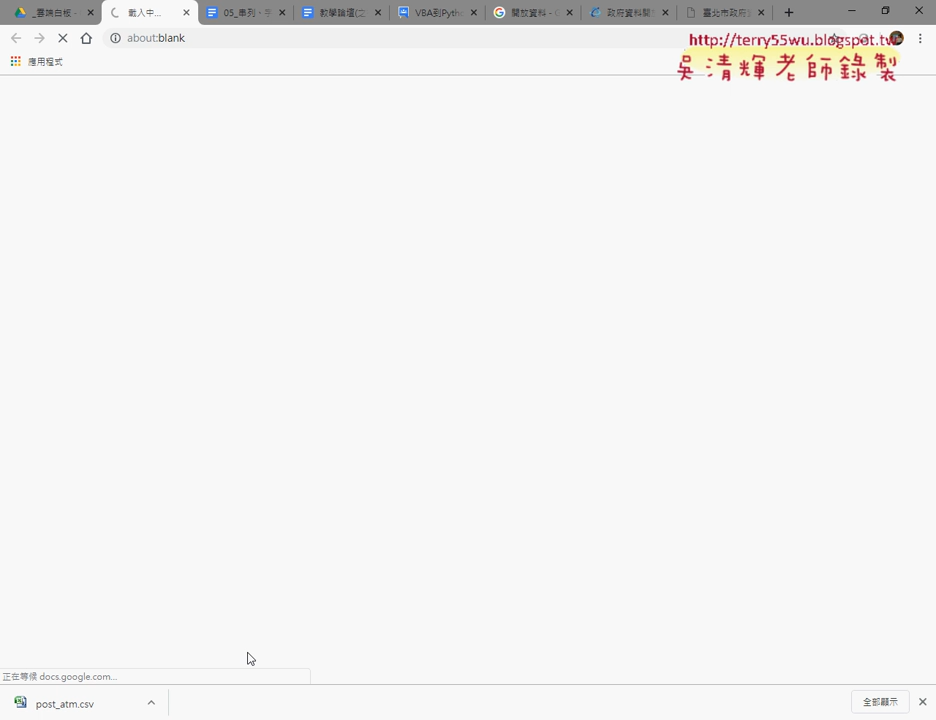 _雲端白板 -
載入中...
05_串列、字
教學論壇(之
VBA到Pyth
開放資料 - G
政府資料開
臺北市政府
about:blank
http://terry55wu.blogspot.tw
應用程式
吳清輝老師錄製
正在等候 docs.google.com...
post_atm.csv
全部顯示